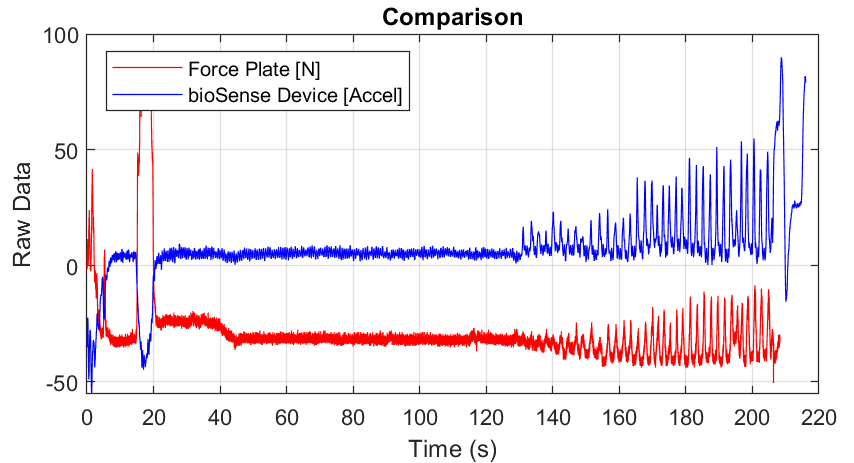 Comparison
100
50
0
-50
Raw Data
Force Plate [N]
bioSense Device [Accel]
0 20 40 60 80 100 120 140 160 180 200 220
Time (s)